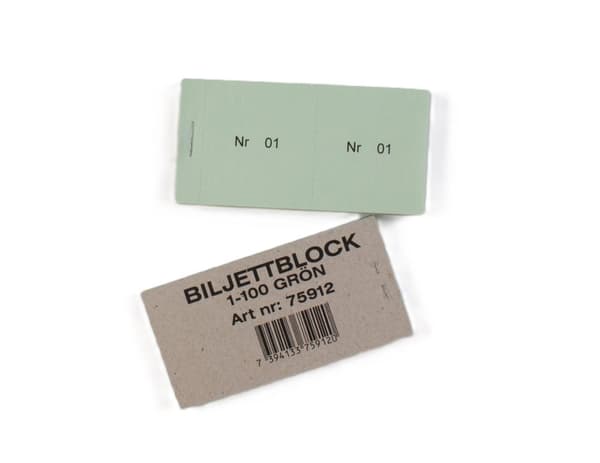 Nr 01 Nr 01
BILJETTBLOCK
1-100 GRÖN
Art nr: 75912
7 394133 759120